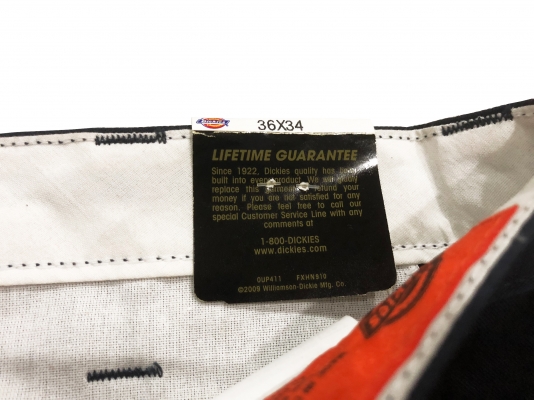 Dickies
36X34
LIFETIME GUARANTEE
Since 1922, Dickies quality has been
built into every product. We will gladly
replace this garment or refund your
money if you are not satisfied for any
reason. Please feel free to call our
special Customer Service Line with any
comments at
1-800-DICKIES
www.dickies.com
0UP411 FXHNS10
©2009 Williamson-Dickie Mfg. Co.